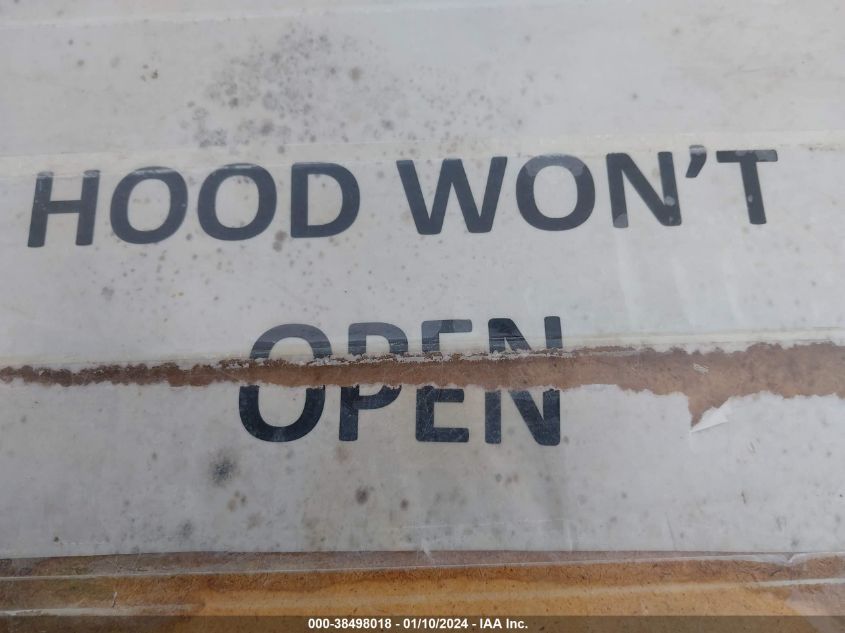 HOOD WON'T
OPEN
000-38498018 - 01/10/2024 - IAA Inc.